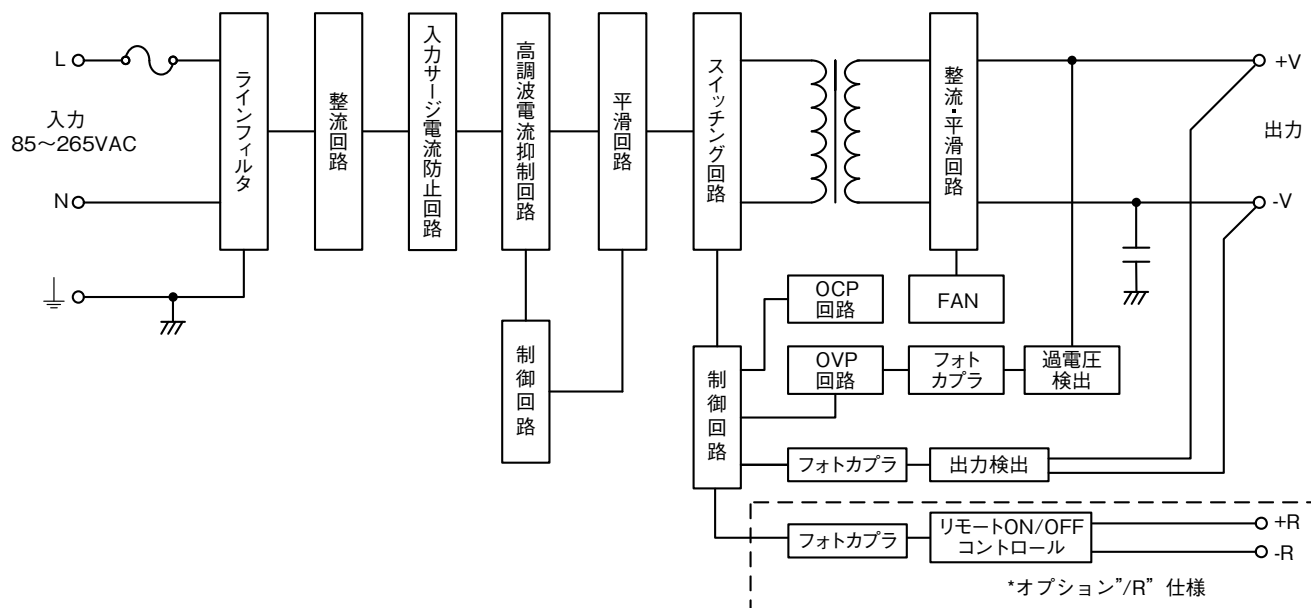 L
入力
85～265VAC
N
ラインフィルタ
整流回路
入力サージ電流防止回路
高調波電流抑制回路
平滑回路
スイッチング回路
整流・平滑回路
+V
出力
-V
制御回路
制御回路
OCP
回路
FAN
OVP
回路
フォト
カプラ
過電圧
検出
フォトカプラ
出力検出
フォトカプラ
リモートON/OFF
コントロール
+R
-R
*オプション”/R” 仕様